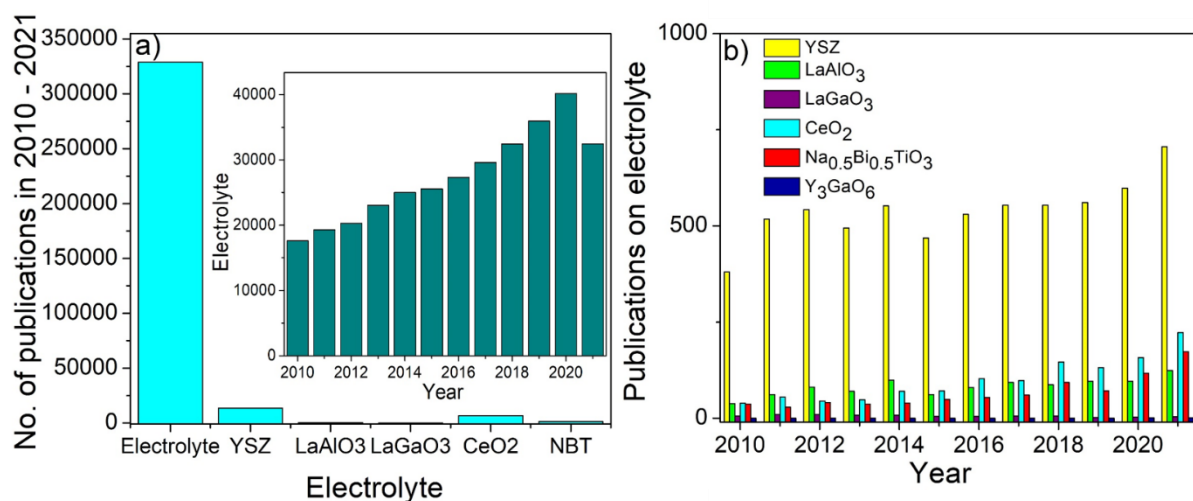 a)
No. of publications in 2010 - 2021
350000
300000
250000
200000
150000
100000
50000
0
Electrolyte YSZ LaAlO3 LaGaO3 CeO2 NBT
Electrolyte
Electrolyte
40000
30000
20000
10000
0
2010 2012 2014 2016 2018 2020
Year
b)
Publications on electrolyte
1000
500
0
YSZ
LaAlO₃
LaGaO₃
CeO₂
Na₀.₅Bi₀.₅TiO₃
Y₃GaO₆
2010 2012 2014 2016 2018 2020
Year